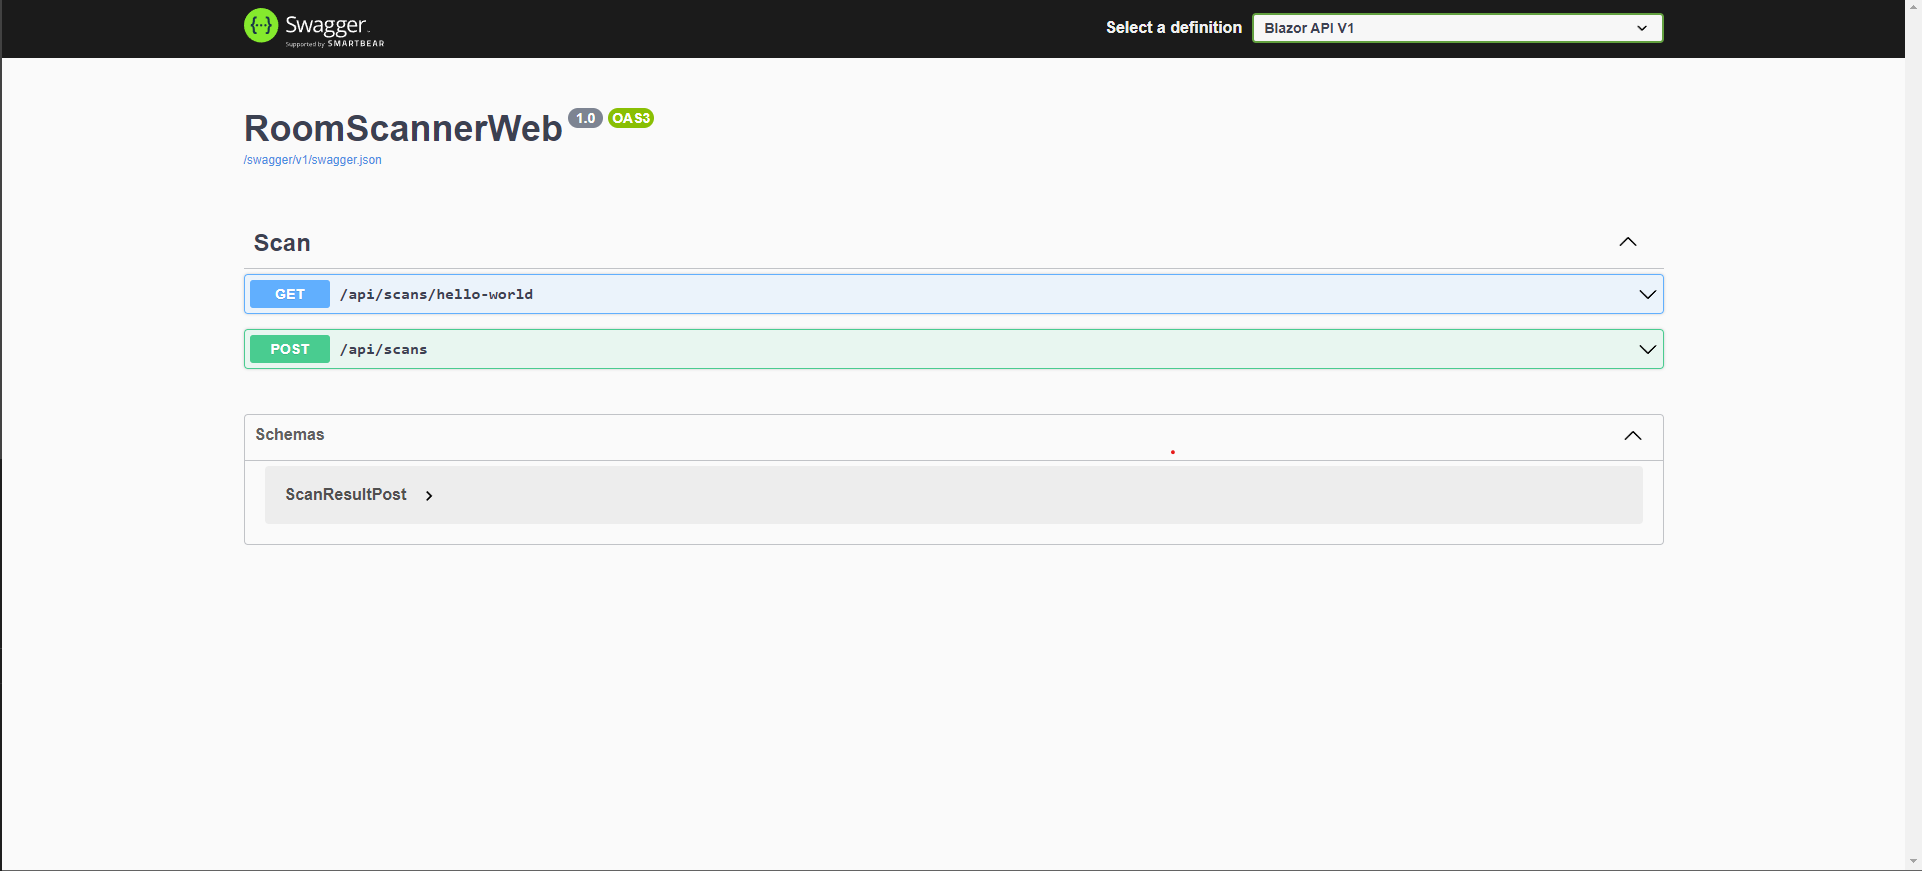 Swagger
Supported by SMARTBEAR
Select a definition
Blazor API V1
RoomScannerWeb 1.0 OAS3
/swagger/v1/swagger.json
Scan
GET /api/scans/hello-world
POST /api/scans
Schemas
ScanResultPost